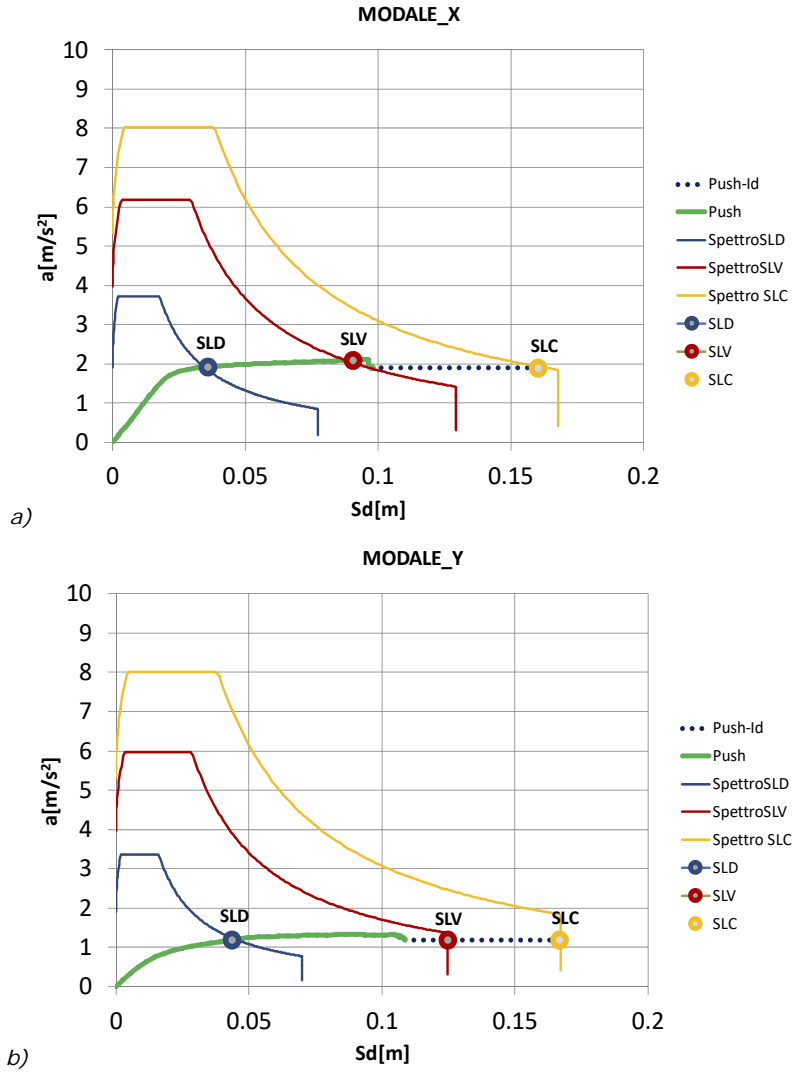 MODALE_X
10
9
8
7
6
5
4
3
2
1
0
a[m/s²]
SLD
SLV
SLC
0 0.05 0.1 0.15 0.2
Sd[m]
Push-Id
Push
SpettroSLD
SpettroSLV
Spettro SLC
SLD
SLV
SLC
a)
MODALE_Y
10
9
8
7
6
5
4
3
2
1
0
a[m/s²]
SLD
SLV
SLC
0 0.05 0.1 0.15 0.2
Sd[m]
Push-Id
Push
SpettroSLD
SpettroSLV
Spettro SLC
SLD
SLV
SLC
b)